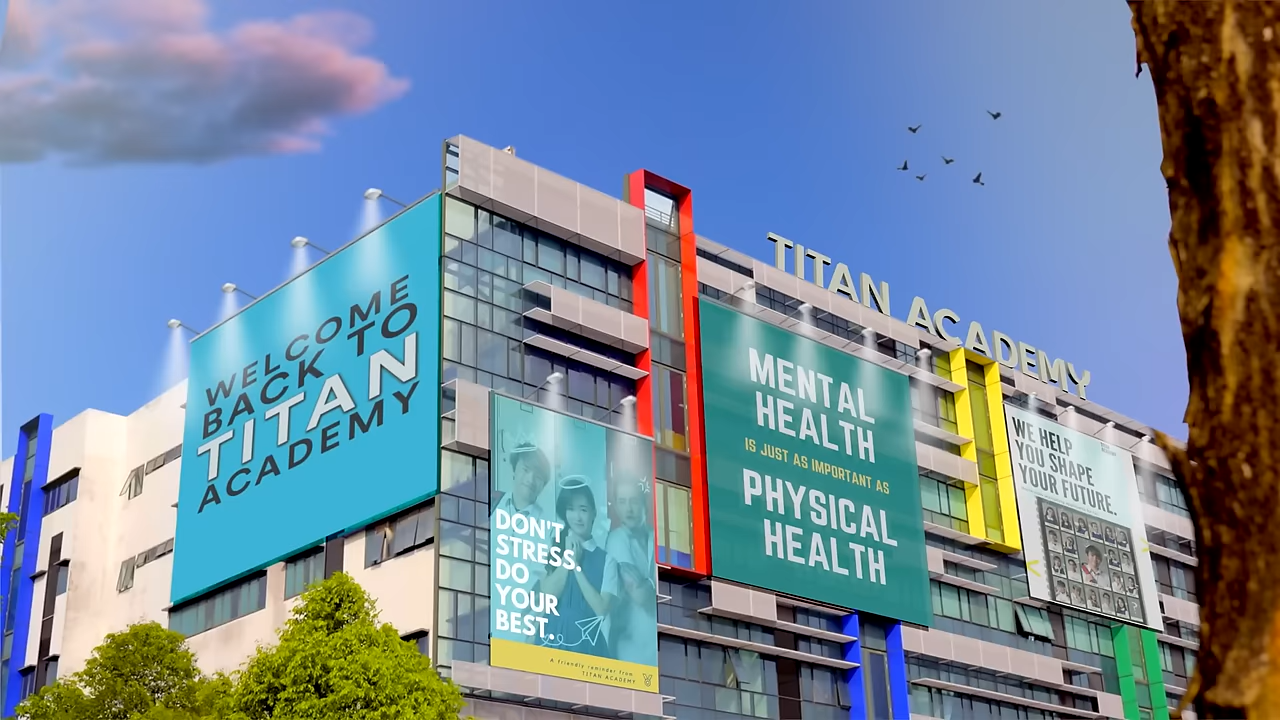 WELCOME
BACK TO
TITAN
ACADEMY
DON'T
STRESS.
DO
YOUR
BEST.
A friendly reminder from
TITAN ACADEMY
MENTAL
HEALTH
IS JUST AS IMPORTANT AS
PHYSICAL
HEALTH
TITAN ACADEMY
WE HELP
YOU SHAPE
YOUR FUTURE.